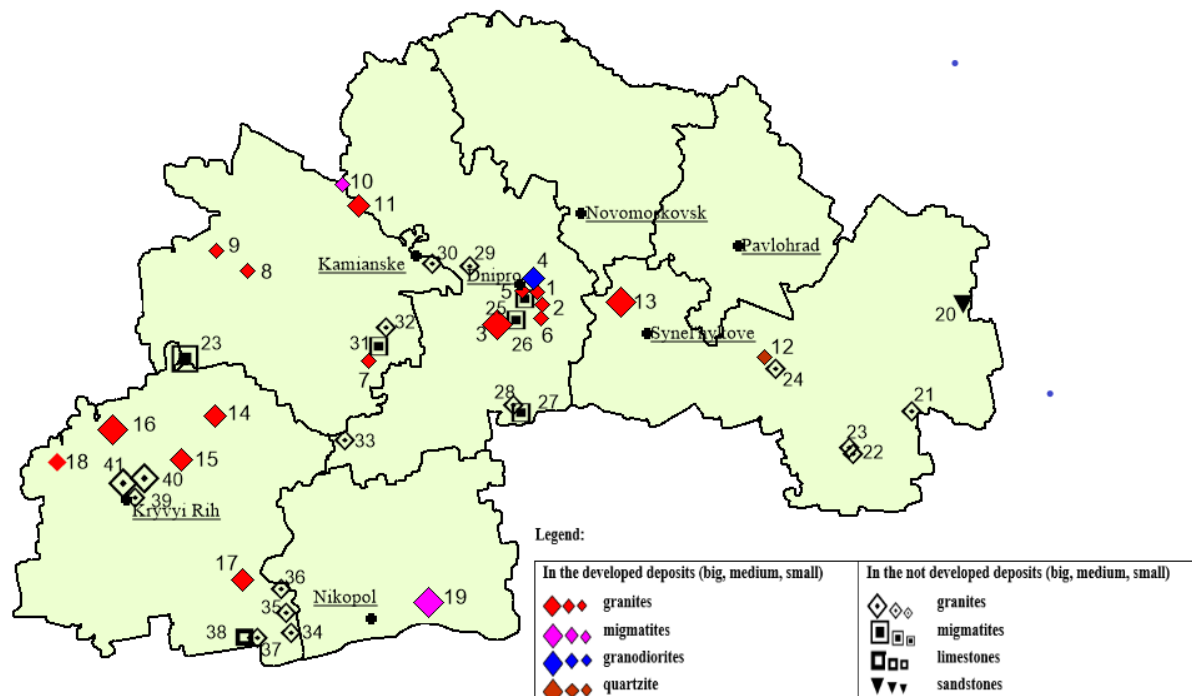 10
11
Novomoskovsk
9
8
Kamianske
30
29
4
Dnipro
Pavlohrad
5
1
2
25
3
26
6
13
Synel'nykove
20
32
31
7
23
12
24
28
27
21
14
16
33
23
22
15
18
41
40
39
Kryvyi Rih
17
36
35
34
Nikopol
19
38
37
Legend:
In the developed deposits (big, medium, small)
granites
migmatites
granodiorites
quartzite
In the not developed deposits (big, medium, small)
granites
migmatites
limestones
sandstones